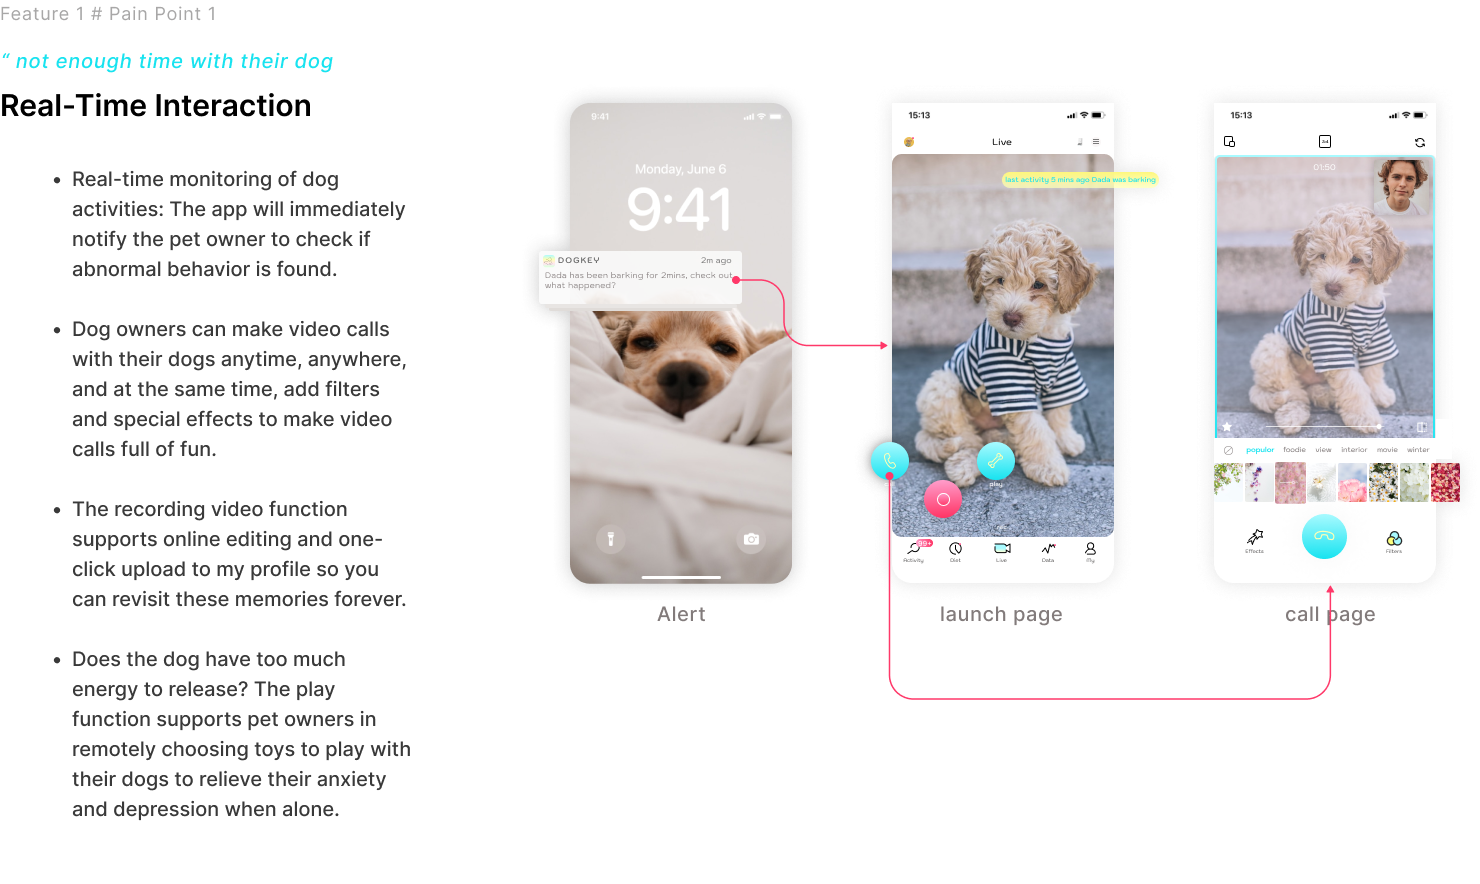 Feature 1 # Pain Point 1
“ not enough time with their dog
Real-Time Interaction
• Real-time monitoring of dog
activities: The app will immediately
notify the pet owner to check if
abnormal behavior is found.
• Dog owners can make video calls
with their dogs anytime, anywhere,
and at the same time, add filters
and special effects to make video
calls full of fun.
• The recording video function
supports online editing and one-
click upload to my profile so you
can revisit these memories forever.
• Does the dog have too much
energy to release? The play
function supports pet owners in
remotely choosing toys to play with
their dogs to relieve their anxiety
and depression when alone.
9:41
Monday, June 6
9:41
DOGKEY
2m ago
Dada has been barking for 2mins, check out
what happened?
Alert
15:13
Live
last activity 5 mins ago Dada was barking
play
99+
Activity
Diet
Live
Data
My
launch page
15:13
01:50
popular
foodie
view
interior
movie
winter
Effects
Filters
call page